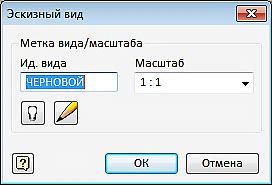 Эскизный вид
Метка вида/масштаба
Ид. вида Масштаб
ЧЕРНОВОЙ 1 : 1
ОК Отмена